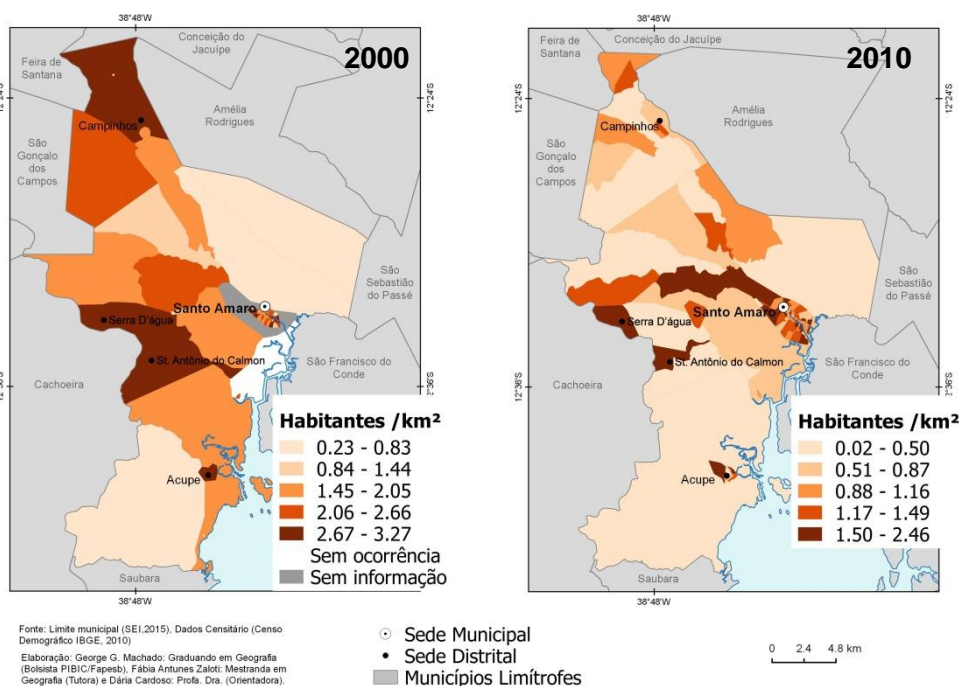 38°48'W
38°48'W
2000
2010
Conceição do
Jacuípe
Feira de
Santana
Amélia
Rodrigues
12°24'S
Campinhos
São
Gonçalo
dos
Campos
São
Sebastião
do Passé
Santo Amaro
Serra D'água
St. Antônio do Calmon
São Francisco do
Conde
Cachoeira
Acupe
Saubara
38°48'W
Habitantes /km²
0.23 - 0.83
0.84 - 1.44
1.45 - 2.05
2.06 - 2.66
2.67 - 3.27
Sem ocorrência
Sem informação
Conceição do Jacuípe
Feira de
Santana
12°24'S
Amélia
Rodrigues
Campinhos
São
Gonçalo
dos
Campos
São
Sebastião
do Passé
Santo Amaro
Serra D'água
St. Antônio do Calmon
São Francisco do
Conde
12°36'S
12°36'S
Cachoeira
Acupe
Saubara
38°48'W
Habitantes /km²
0.02 - 0.50
0.51 - 0.87
0.88 - 1.16
1.17 - 1.49
1.50 - 2.46
Fonte: Limite municipal (SEI,2015), Dados Censitário (Censo
Demográfico IBGE, 2010)
Elaboração: George G. Machado: Graduando em Geografia
(Bolsista PIBIC/Fapesb), Fábia Antunes Zaloti: Mestranda em
Geografia (Tutora) e Dária Cardoso: Profa. Dra. (Orientadora).
Sede Municipal
Sede Distrital
Municípios Limítrofes
0 2.4 4.8 km